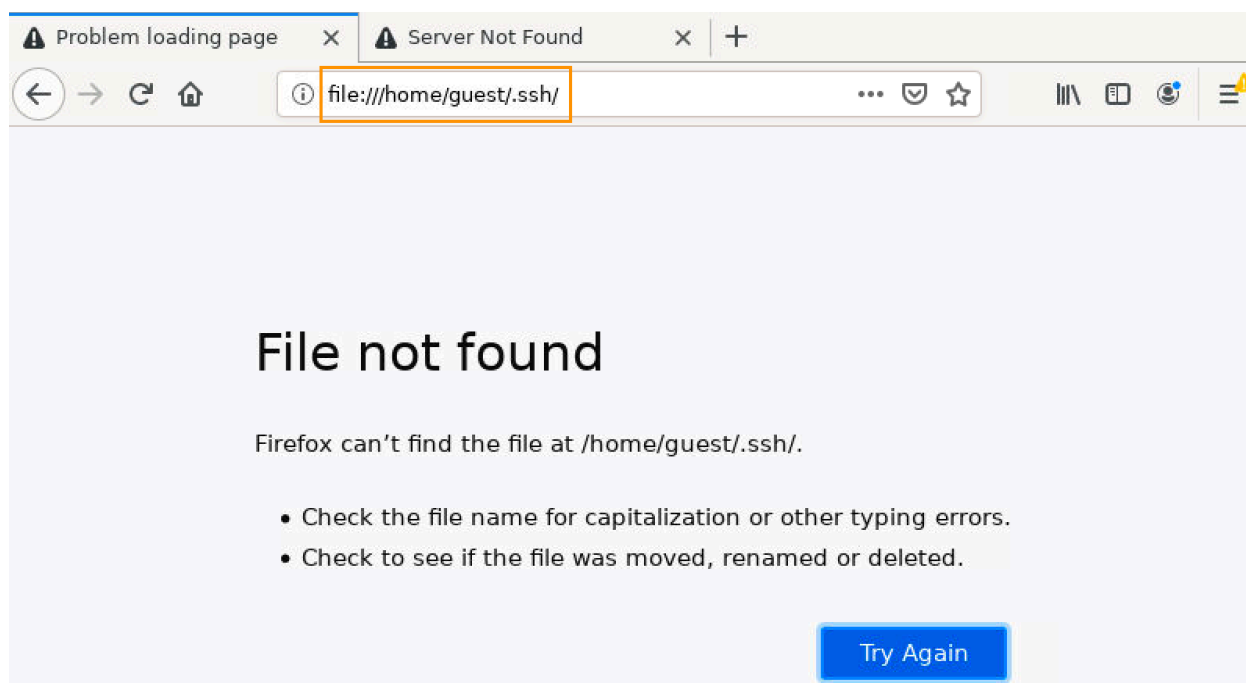 Problem loading page
Server Not Found
file:///home/guest/.ssh/
File not found
Firefox can’t find the file at /home/guest/.ssh/.
Check the file name for capitalization or other typing errors.
Check to see if the file was moved, renamed or deleted.
Try Again